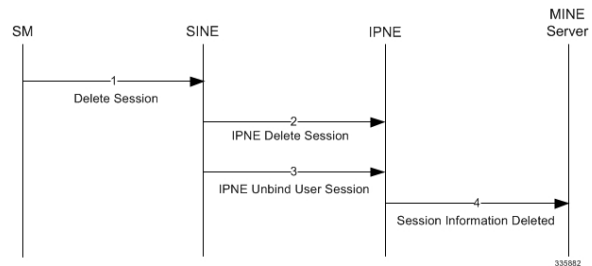 SM
SINE
IPNE
MINE
Server
1
Delete Session
2
IPNE Delete Session
3
IPNE Unbind User Session
4
Session Information Deleted
335882